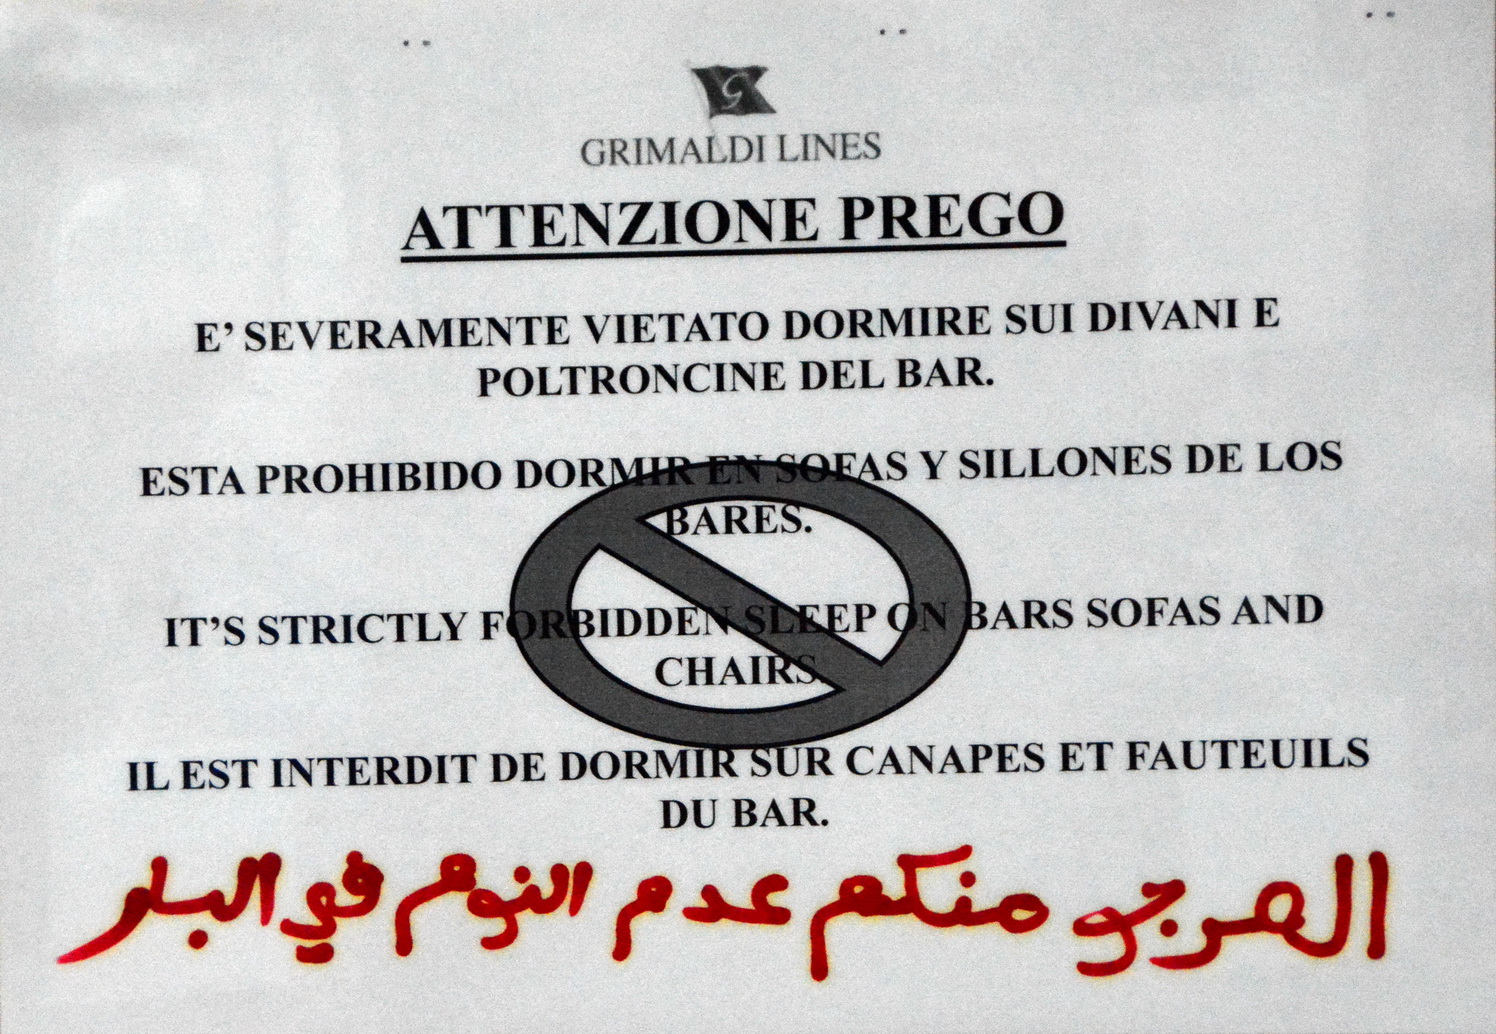 G
GRIMALDI LINES
ATTENZIONE PREGO
E' SEVERAMENTE VIETATO DORMIRE SUI DIVANI E
POLTRONCINE DEL BAR.
ESTA PROHIBIDO DORMIR EN SOFAS Y SILLONES DE LOS
BARES.
IT'S STRICTLY FORBIDDEN SLEEP ON BARS SOFAS AND
CHAIRS.
IL EST INTERDIT DE DORMIR SUR CANAPES ET FAUTEUILS
DU BAR.
المرجو منكم عدم النوم في البار